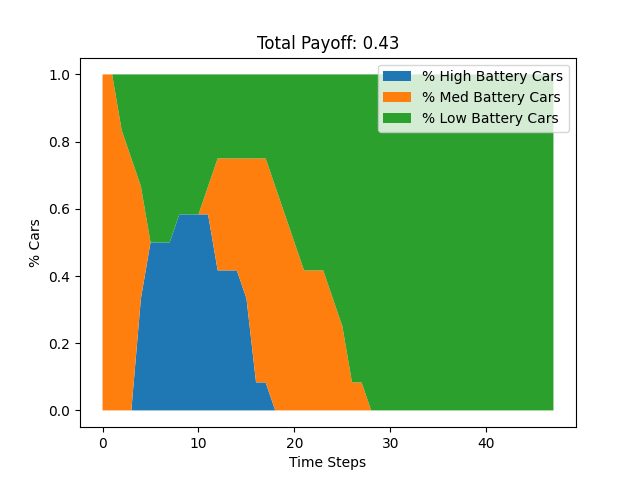 Total Payoff: 0.43
% High Battery Cars
% Med Battery Cars
% Low Battery Cars
1.0
0.8
0.6
0.4
0.2
0.0
% Cars
0
10
20
30
40
Time Steps